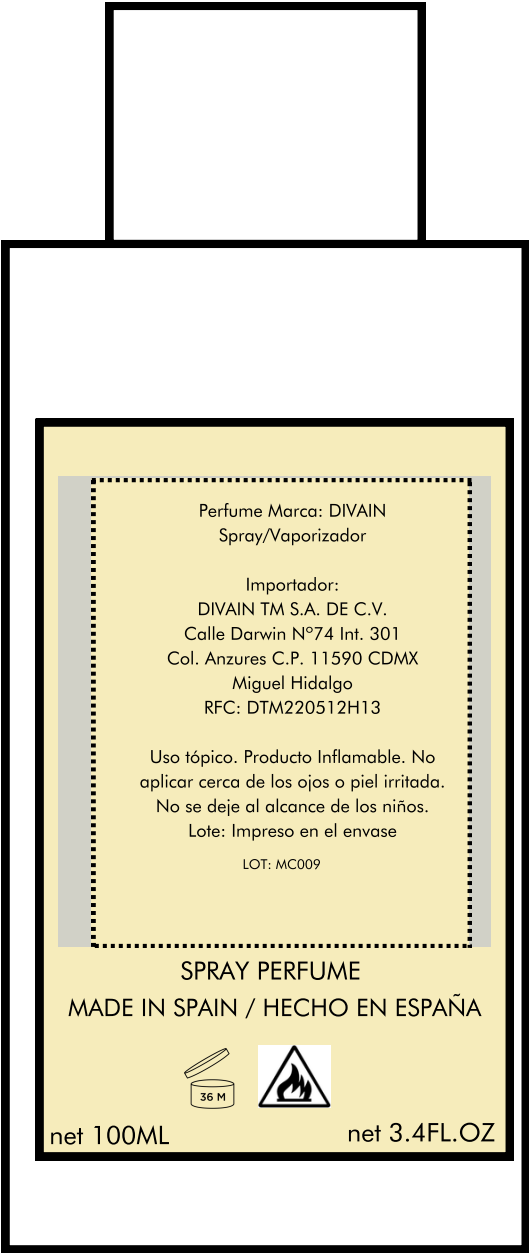 Perfume Marca: DIVAIN
Spray/Vaporizador
Importador:
DIVAIN TM S.A. DE C.V.
Calle Darwin Nº74 Int. 301
Col. Anzures C.P. 11590 CDMX
Miguel Hidalgo
RFC: DTM220512H13
Uso tópico. Producto Inflamable. No
aplicar cerca de los ojos o piel irritada.
No se deje al alcance de los niños.
Lote: Impreso en el envase
LOT: MC009
SPRAY PERFUME
MADE IN SPAIN / HECHO EN ESPAÑA
36 M
net 100ML
net 3.4FL.OZ